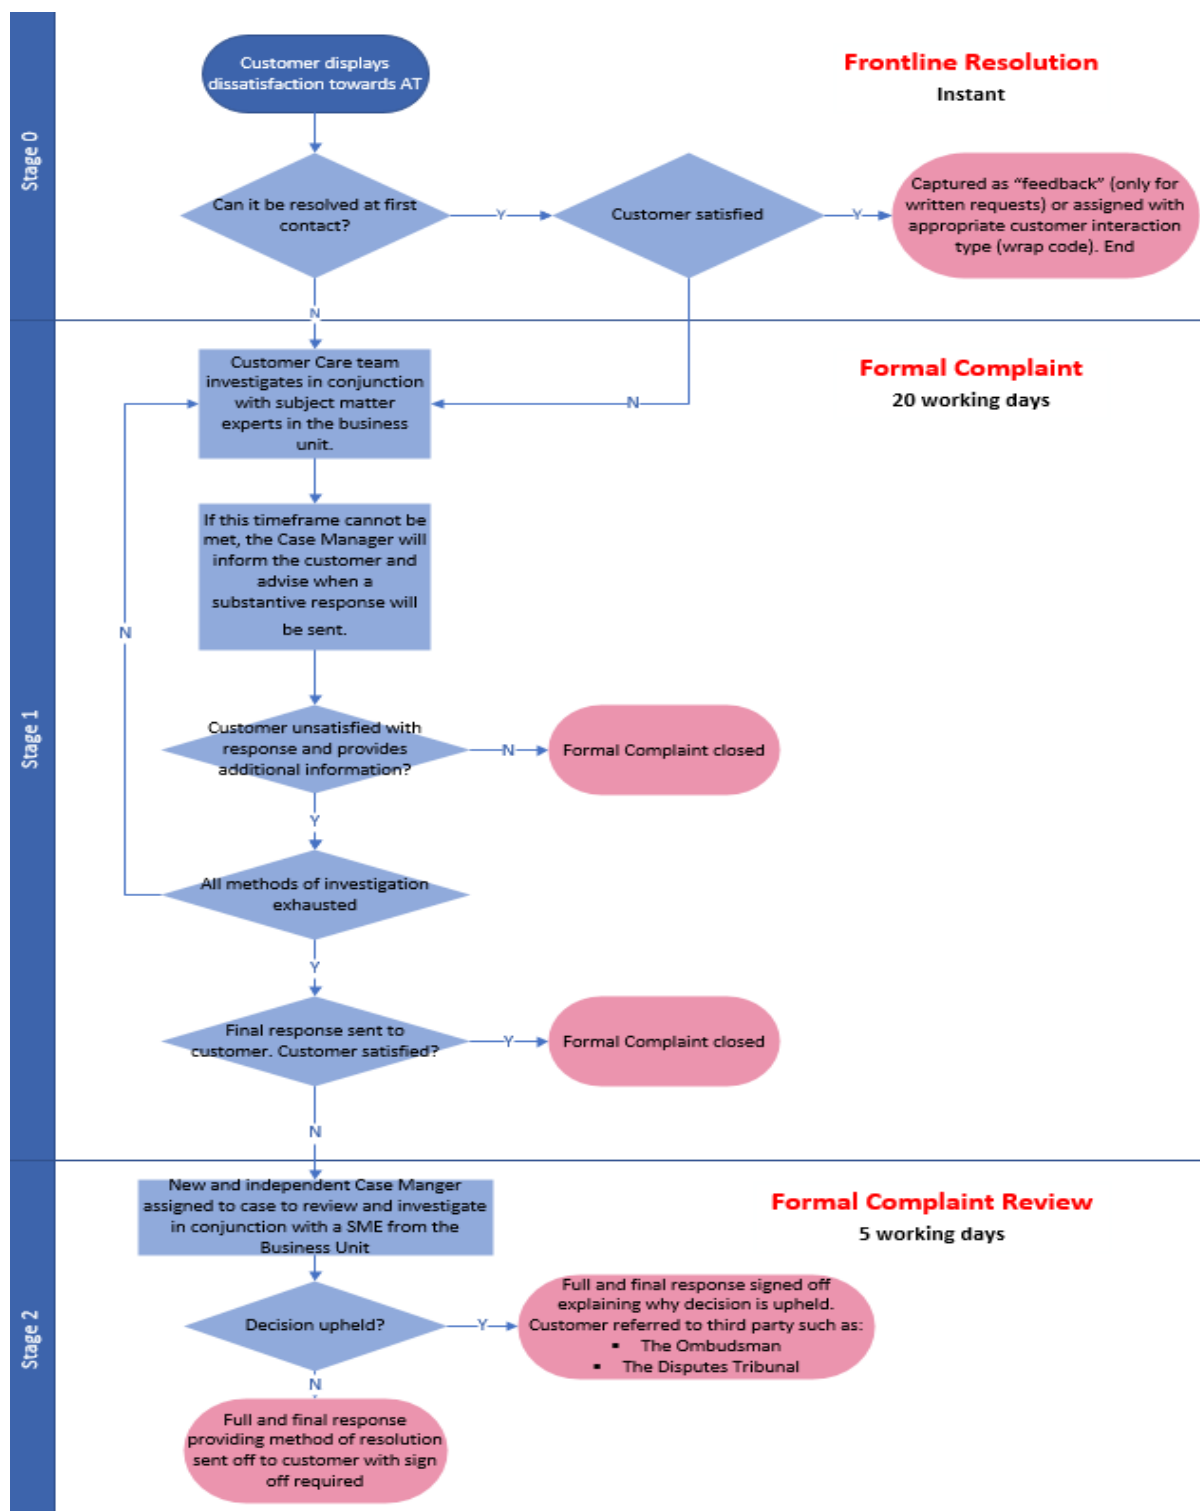 Customer displays
dissatisfaction towards AT
Frontline Resolution
Instant
Stage 0
Can it be resolved at first
contact?
Y
Customer satisfied
Y
Captured as “feedback” (only for
written requests) or assigned with
appropriate customer interaction
type (wrap code). End
N
Formal Complaint
20 working days
Customer Care team
investigates in conjunction
with subject matter
experts in the business
unit.
N
If this timeframe cannot be
met, the Case Manager will
inform the customer and
advise when a
substantive response will
be sent.
N
Stage 1
Customer unsatisfied with
response and provides
additional information?
N
Formal Complaint closed
Y
All methods of investigation
exhausted
Y
Final response sent to
customer. Customer satisfied?
Y
Formal Complaint closed
N
New and independent Case Manger
assigned to case to review and investigate
in conjunction with a SME from the
Business Unit
Formal Complaint Review
5 working days
Stage 2
Decision upheld?
Y
Full and final response signed off
explaining why decision is upheld.
Customer referred to third party such as:
▪ The Ombudsman
▪ The Disputes Tribunal
N
Full and final response
providing method of resolution
sent off to customer with sign
off required